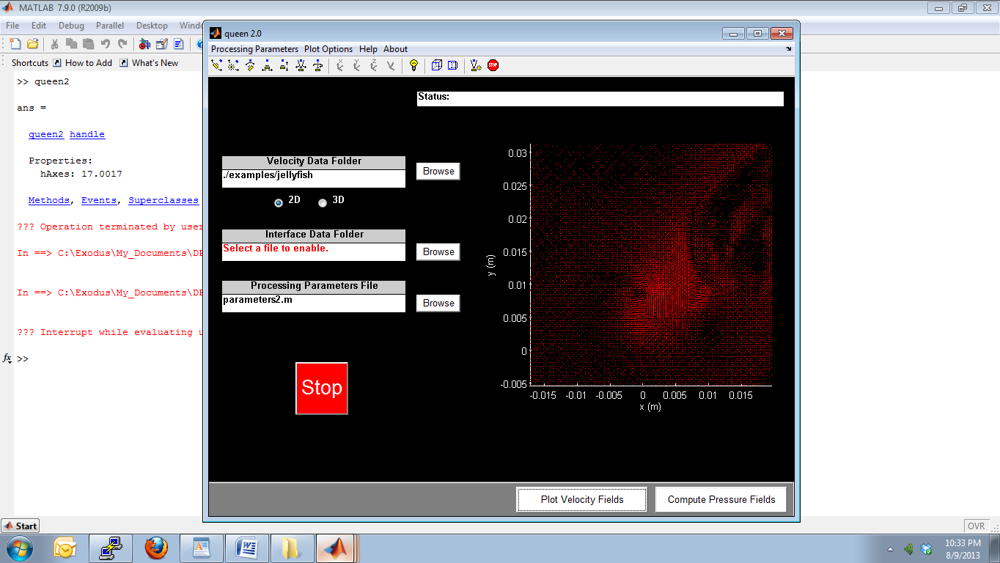 MATLAB 7.9.0 (R2009b)
File Edit Debug Parallel Desktop
Shortcuts How to Add What's New
>> queen2
ans =
queen2 handle
Properties:
hAxes: 17.0017
Methods, Events, Superclasses
??? Operation terminated by user
In ==> C:\Exodus\My_Documents\
In ==> C:\Exodus\My_Documents\
??? Interrupt while evaluating
fx >>
queen 2.0
Processing Parameters Plot Options Help About
STOP
Status:
Velocity Data Folder
./examples/jellyfish
Browse
2D 3D
Interface Data Folder
Select a file to enable.
Browse
Processing Parameters File
parameters2.m
Browse
Stop
0.03
0.025
0.02
0.015
0.01
0.005
0
-0.005
y (m)
-0.015 -0.01 -0.005 0 0.005 0.01 0.015
x (m)
Plot Velocity Fields Compute Pressure Fields
Start
OVR
10:33 PM
8/9/2013